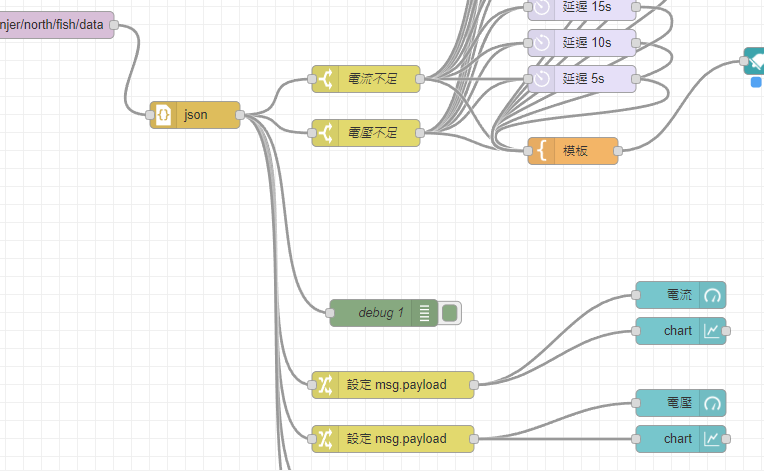 延遲 15s
njer/north/fish/data
延遲 10s
電流不足
延遲 5s
json
電壓不足
模板
電流
debug 1
chart
設定 msg.payload
電壓
設定 msg.payload
chart